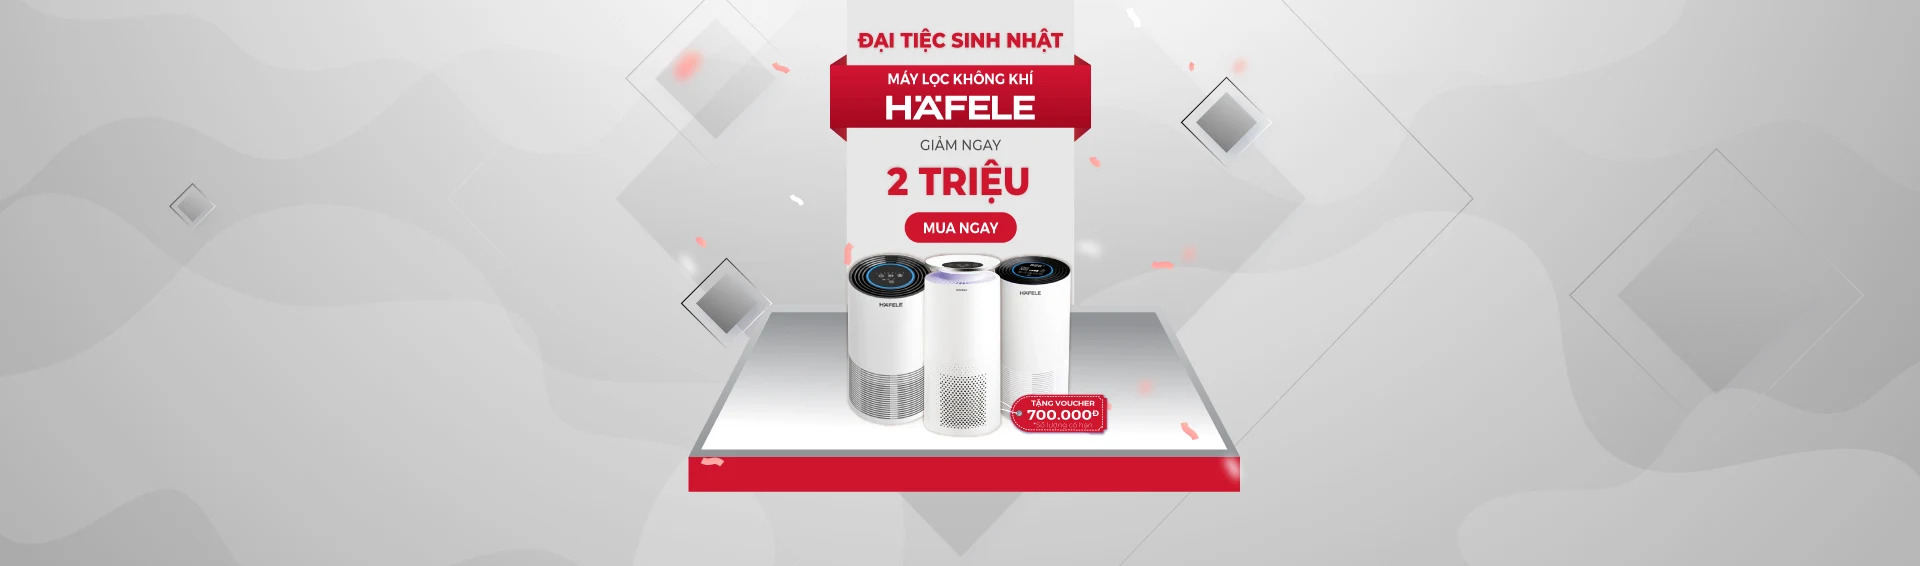 ĐẠI TIỆC SINH NHẬT
MÁY LỌC KHÔNG KHÍ
HÄFELE
GIẢM NGAY
2 TRIỆU
MUA NGAY
HÄFELE
HÄFELE
HÄFELE
TẶNG VOUCHER
700.000Đ
*Số lượng có hạn